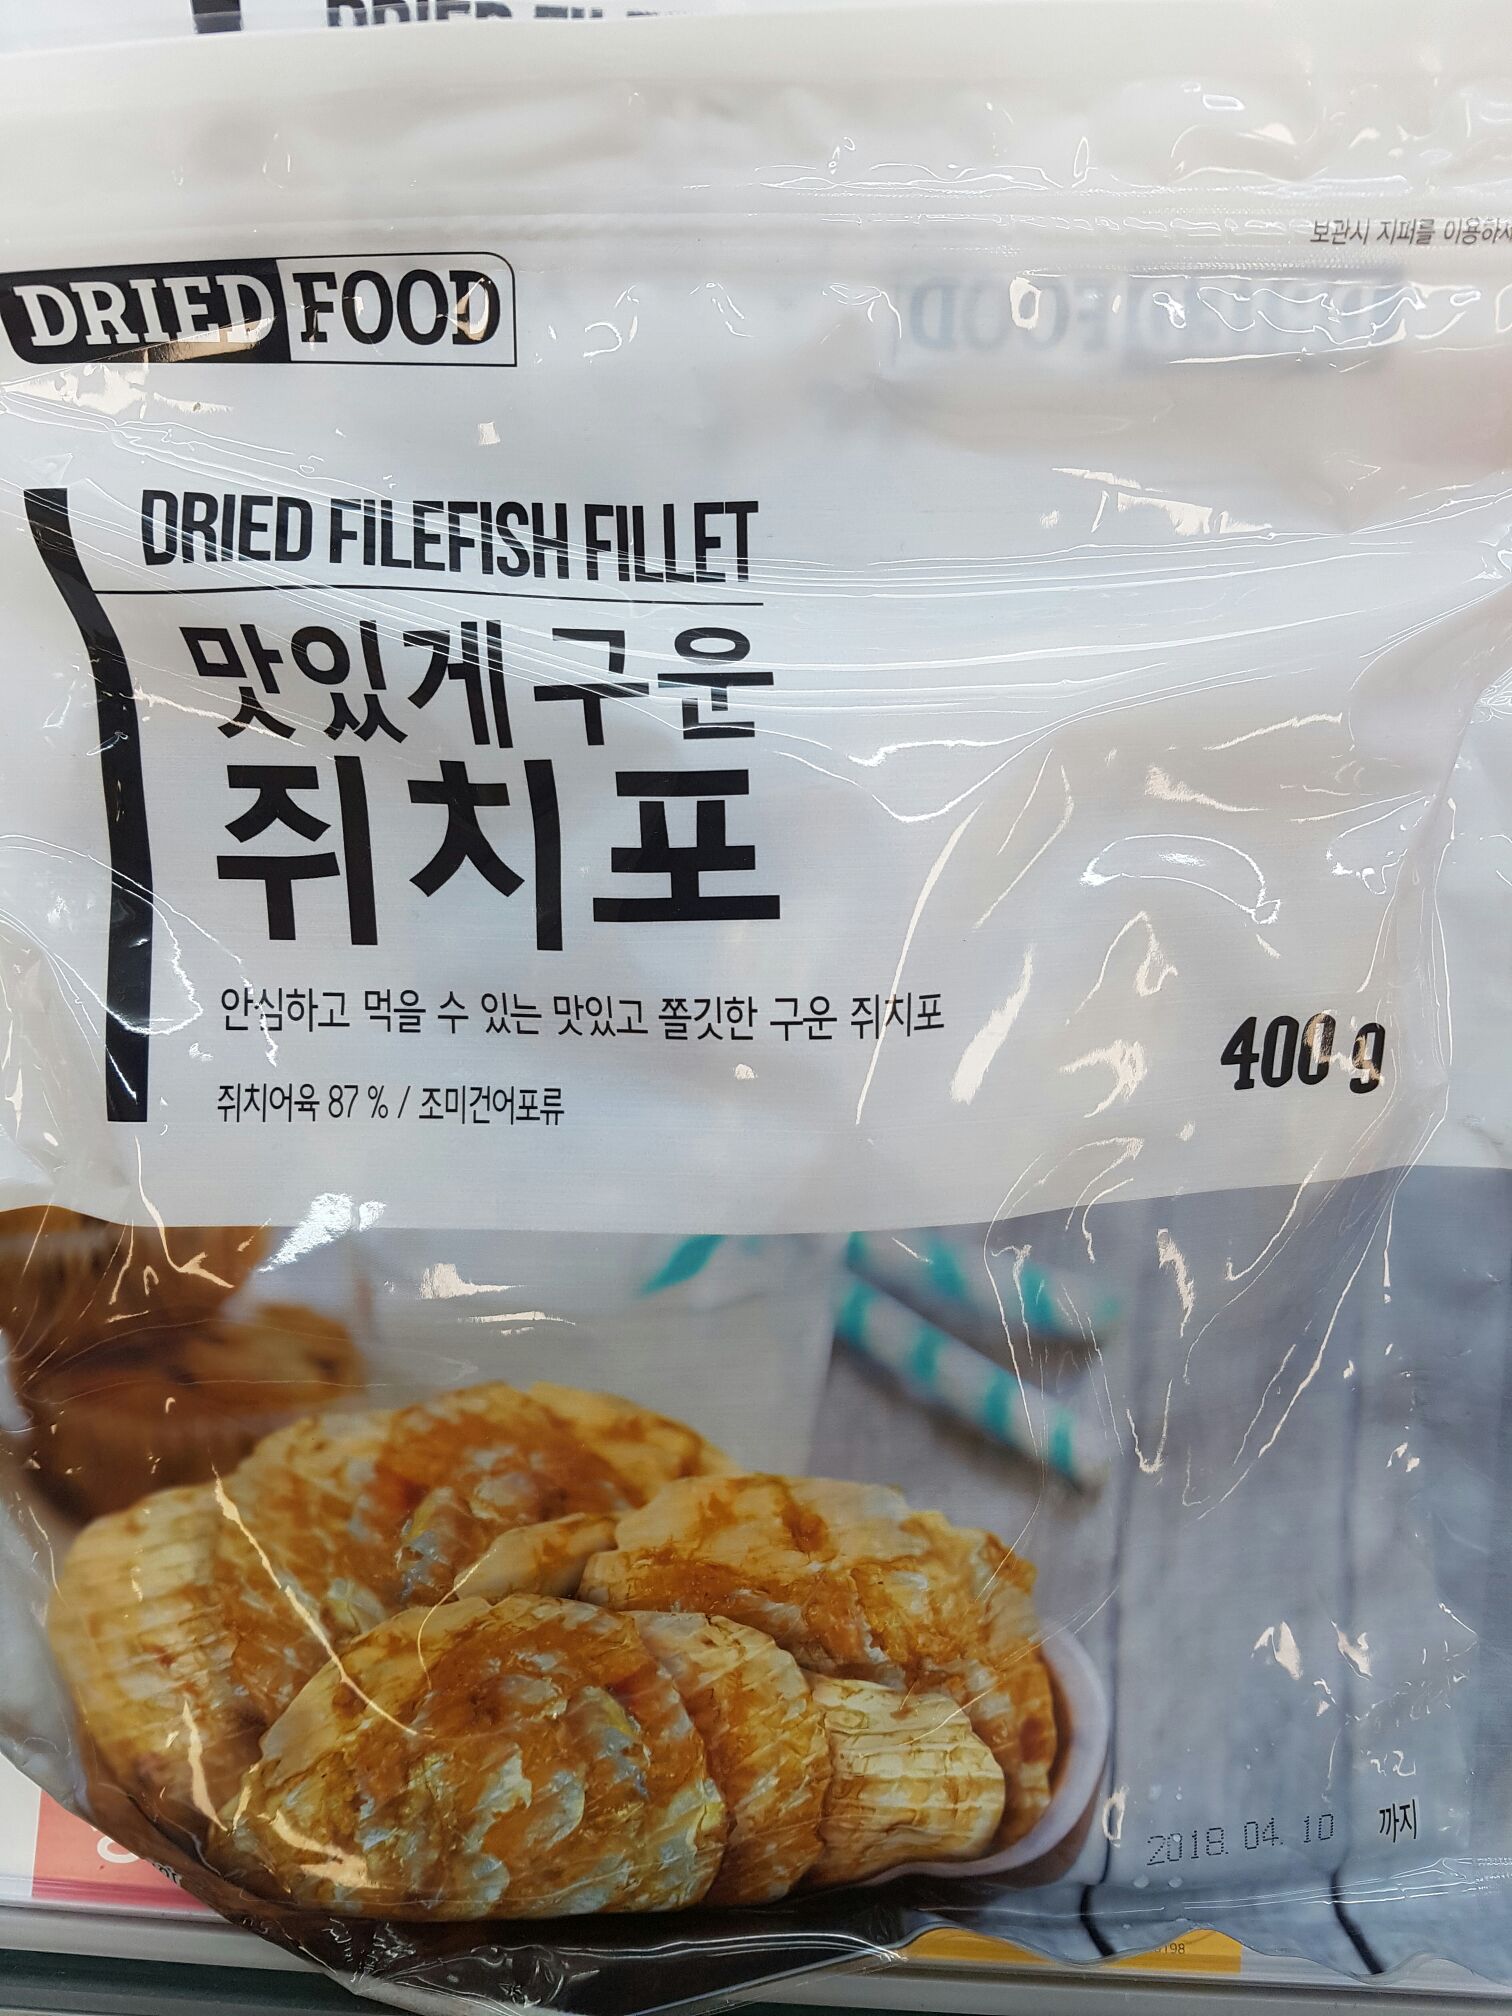 보관시 지퍼를 이용하세
DRIED FOOD
DRIED FILEFISH FILLET
맛있게 구운
쥐치포
안심하고 먹을 수 있는 맛있고 쫄깃한 구운 쥐치포
400 g
쥐치어육 87 % / 조미건어포류
2018. 04. 10 까지